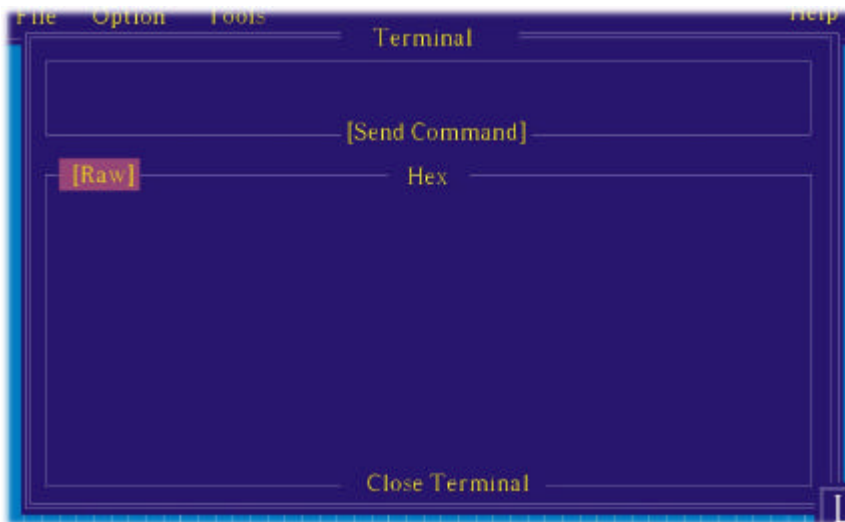 File Option Tools Help
Terminal
[Send Command]
[Raw] Hex
Close Terminal